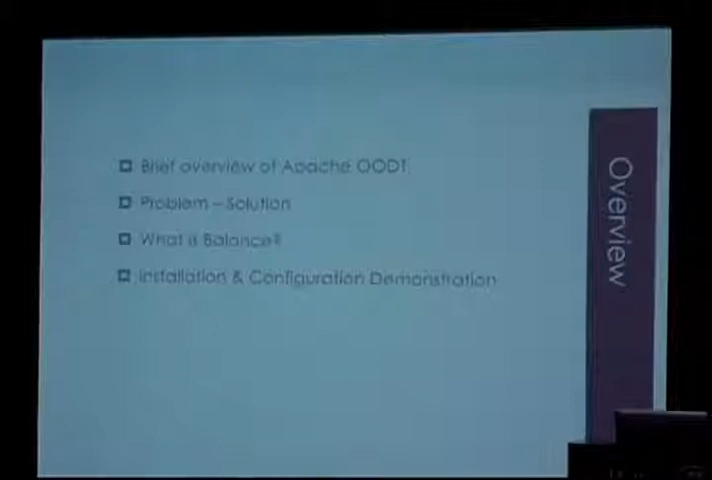 Overview
Brief overview of Apache OODT
Problem – Solution
What is Balance?
Installation & Configuration Demonstration